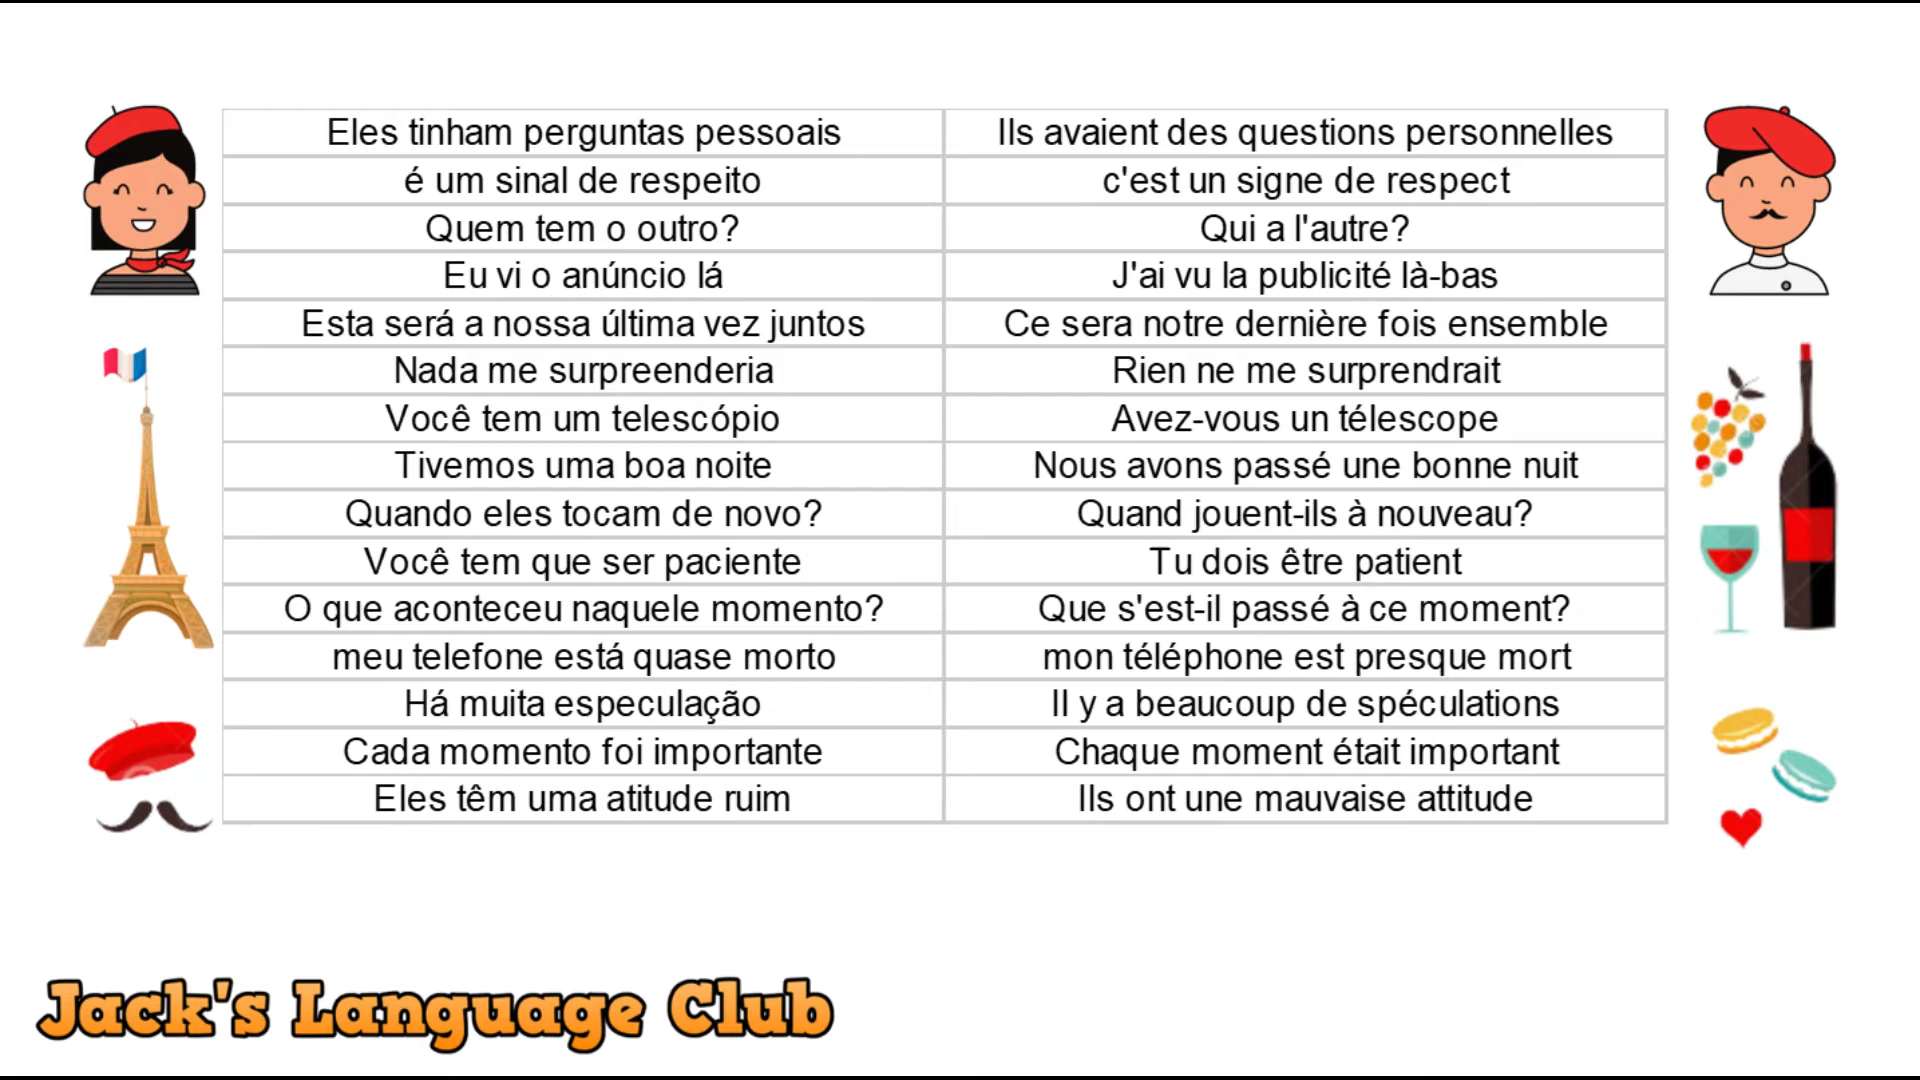 Eles tinham perguntas pessoais Ils avaient des questions personnelles
é um sinal de respeito c'est un signe de respect
Quem tem o outro? Qui a l'autre?
Eu vi o anúncio lá J'ai vu la publicité là-bas
Esta será a nossa última vez juntos Ce sera notre dernière fois ensemble
Nada me surpreenderia Rien ne me surprendrait
Você tem um telescópio Avez-vous un télescope
Tivemos uma boa noite Nous avons passé une bonne nuit
Quando eles tocam de novo? Quand jouent-ils à nouveau?
Você tem que ser paciente Tu dois être patient
O que aconteceu naquele momento? Que s'est-il passé à ce moment?
meu telefone está quase morto mon téléphone est presque mort
Há muita especulação Il y a beaucoup de spéculations
Cada momento foi importante Chaque moment était important
Eles têm uma atitude ruim Ils ont une mauvaise attitude
Jack's Language Club